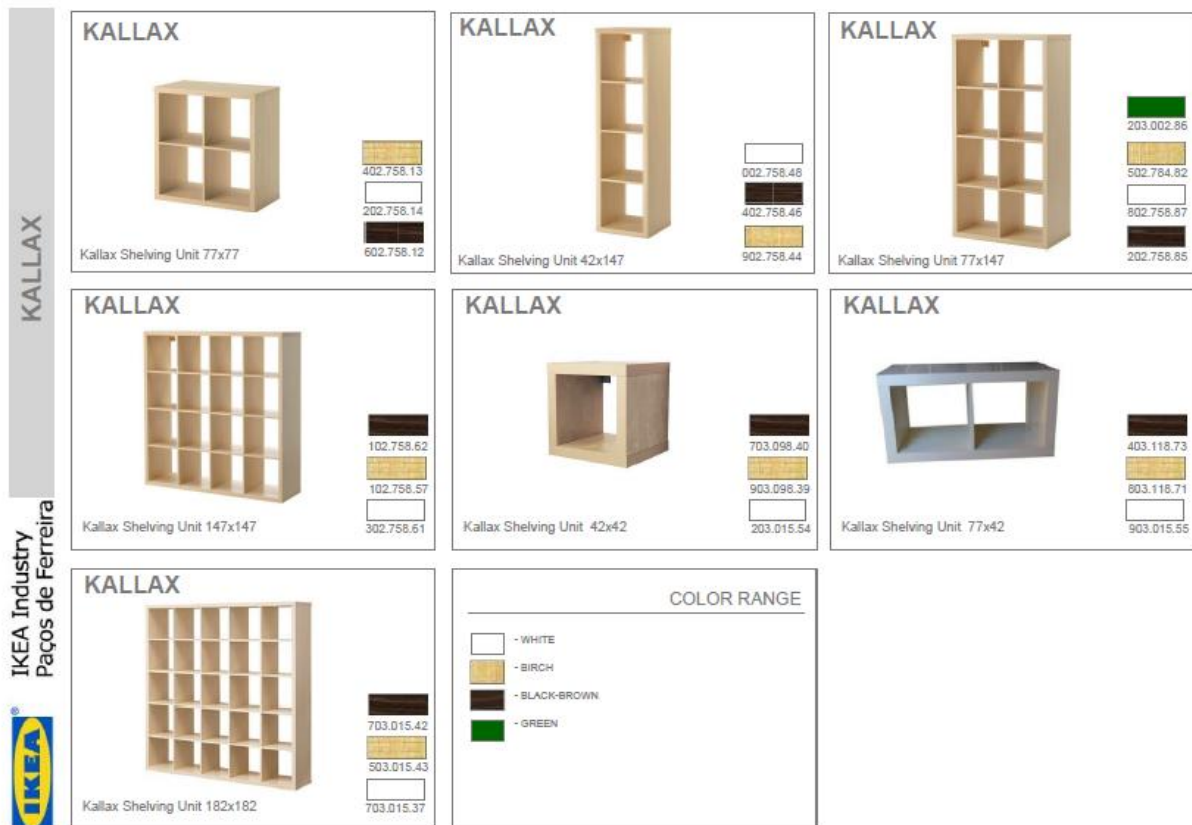 KALLAX
IKEA Industry
Paços de Ferreira
IKEA®
KALLAX
402.758.13
202.758.14
602.758.12
Kallax Shelving Unit 77x77
KALLAX
002.758.48
402.758.46
902.758.44
Kallax Shelving Unit 42x147
KALLAX
203.002.86
502.784.82
802.758.87
202.758.85
Kallax Shelving Unit 77x147
KALLAX
102.758.62
102.758.57
302.758.61
Kallax Shelving Unit 147x147
KALLAX
703.098.40
903.098.39
203.015.54
Kallax Shelving Unit 42x42
KALLAX
403.118.73
803.118.71
903.015.55
Kallax Shelving Unit 77x42
KALLAX
703.015.42
503.015.43
703.015.37
Kallax Shelving Unit 182x182
COLOR RANGE
- WHITE
- BIRCH
- BLACK-BROWN
- GREEN